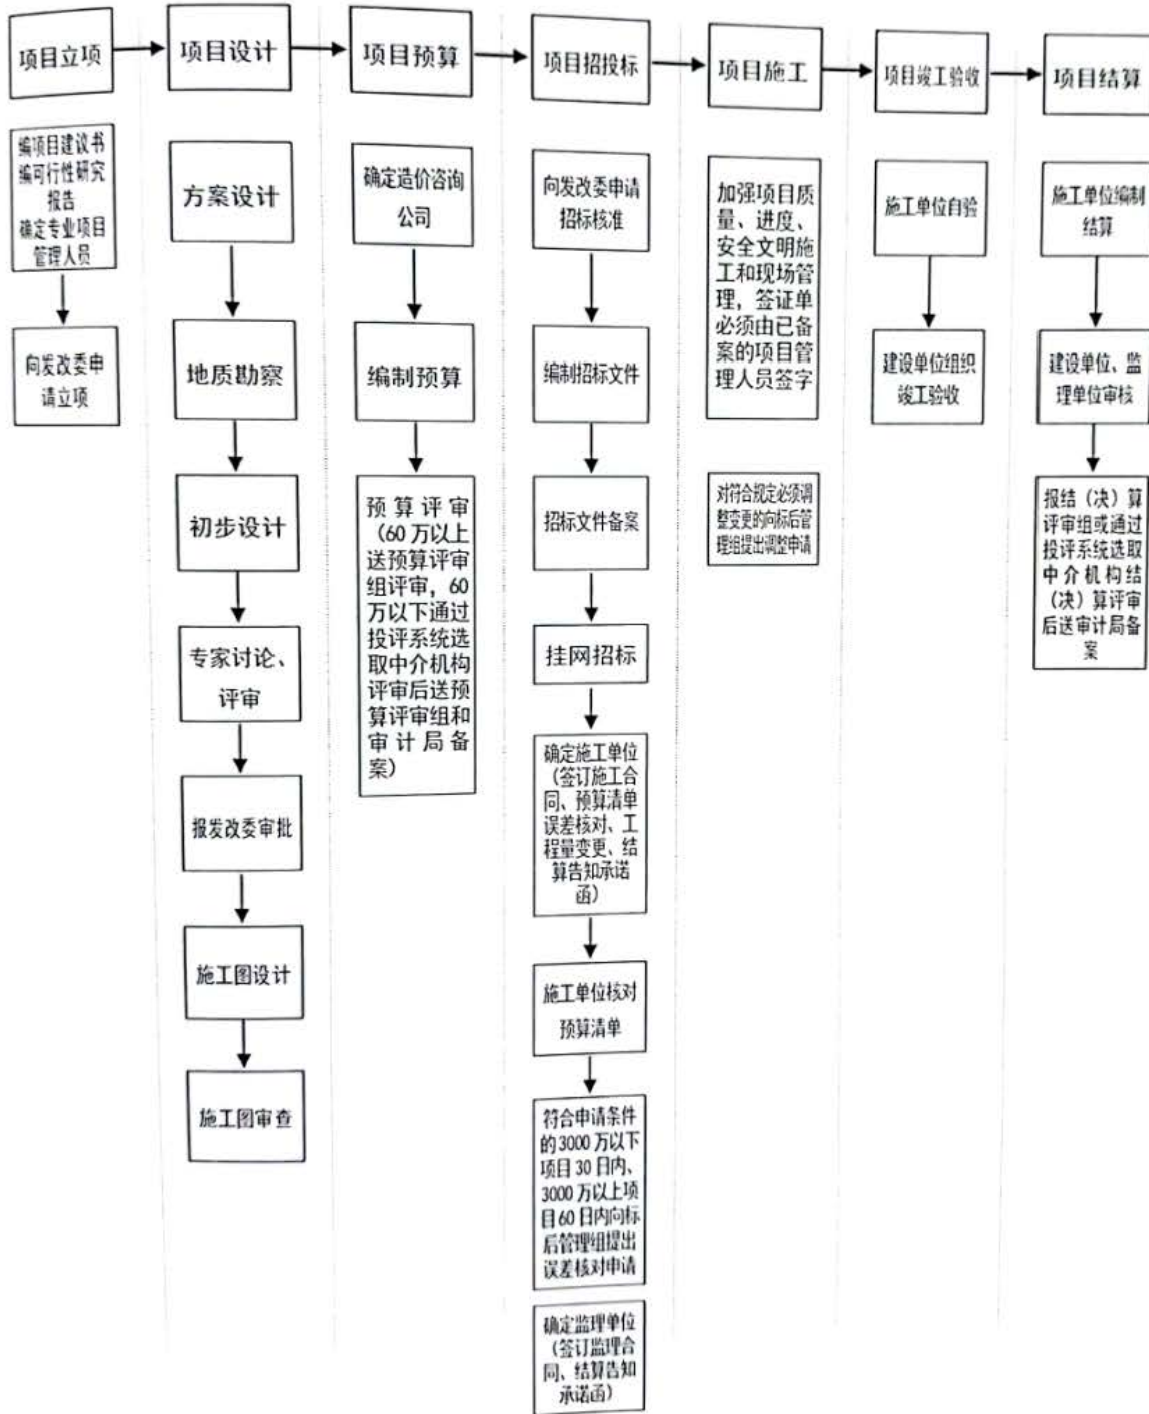 项目立项
项目设计
项目预算
项目招投标
项目施工
项目竣工验收
项目结算
编项目建议书
编可行性研究
报告
确定专业项目
管理人员
向发改委申
请立项
方案设计
地质勘察
初步设计
专家讨论、
评审
报发改委审批
施工图设计
施工图审查
确定造价咨询
公司
编制预算
预算评审
（60万以上
送预算评审
组评审，60
万以下通过
投评系统选
取中介机构
评审后送预
算评审组和
审计局备
案）
向发改委申请
招标核准
编制招标文件
招标文件备案
挂网招标
确定施工单位
（签订施工合
同、预算清单
误差核对、工
程量变更、结
算告知承诺
函）
施工单位核对
预算清单
符合申请条件
的3000万以下
项目30日内、
3000万以上项
目60日内向标
后管理组提出
误差核对申请
确定监理单位
（签订监理合
同、结算告知
承诺函）
加强项目质
量、进度、
安全文明施
工和现场管
理，签证单
必须由已备
案的项目管
理人员签字
对符合规定必须调
整变更的向标后管
理组提出调整申请
施工单位自验
建设单位组织
竣工验收
施工单位编制
结算
建设单位、监
理单位审核
报结（决）算
评审组或通过
投评系统选取
中介机构结
（决）算评审
后送审计局备
案